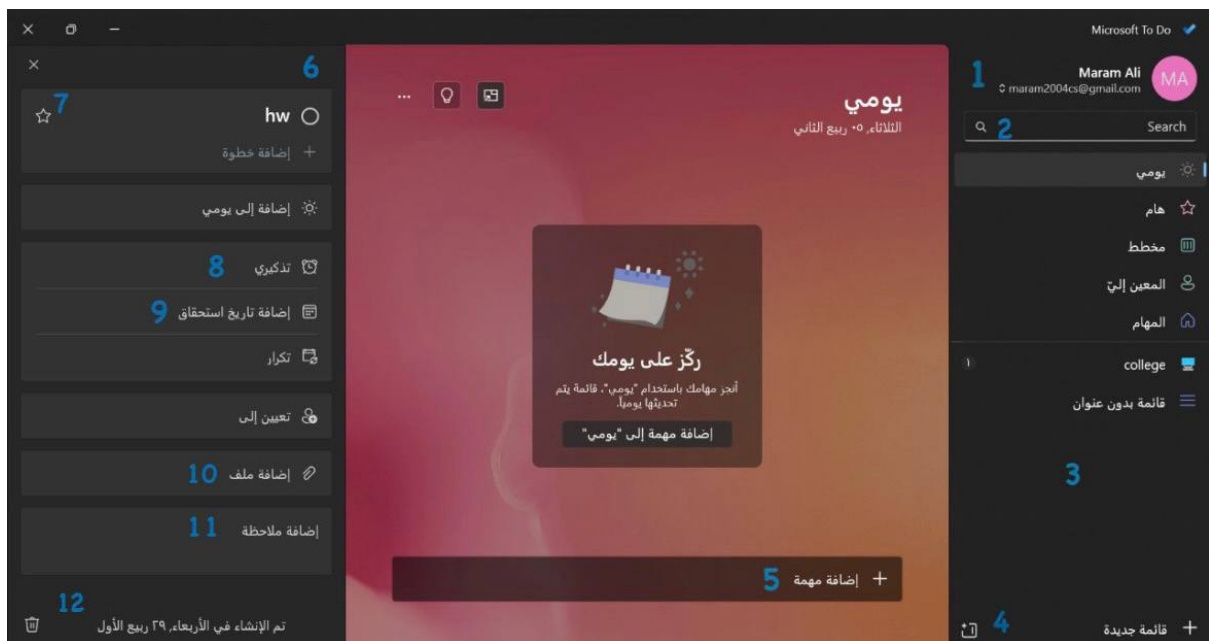 Microsoft To Do
1
Maram Ali
maram2004cs@gmail.com
MA
2
Search
يومي
هام
مخطط
المعين إليّ
المهام
college
١
قائمة بدون عنوان
3
قائمة جديدة
4
يومي
الثلاثاء, ٠٥ ربيع الثاني
ركّز على يومك
أنجز مهامك باستخدام "يومي"، قائمة يتم
تحديثها يومياً.
إضافة مهمة إلى "يومي"
إضافة مهمة
5
6
hw
7
إضافة خطوة
إضافة إلى يومي
تذكيري
8
إضافة تاريخ استحقاق
9
تكرار
تعيين إلى
إضافة ملف
10
إضافة ملاحظة
11
12
تم الإنشاء في الأربعاء, ٢٩ ربيع الأول